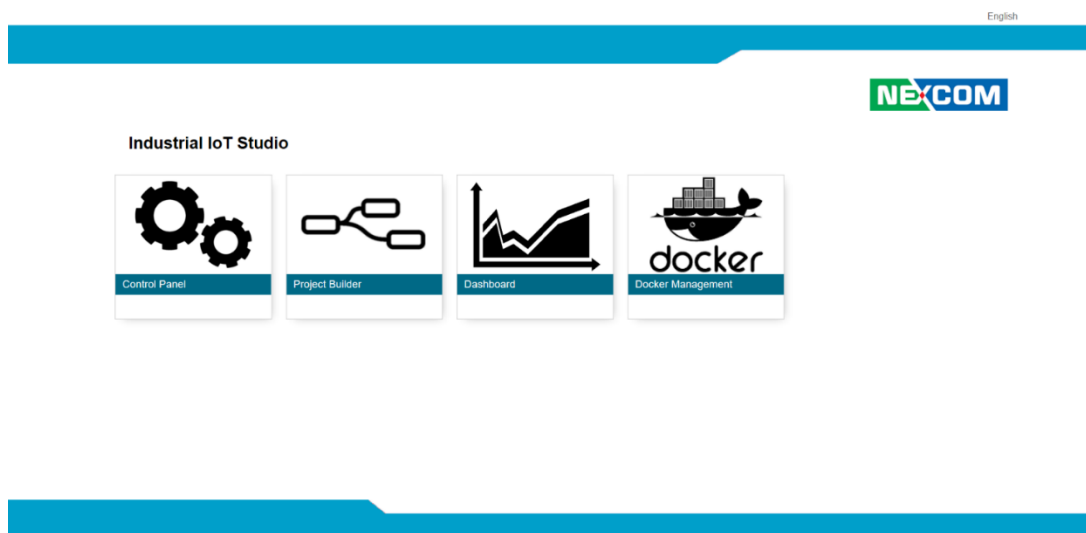 English
NEXCOM
Industrial IoT Studio
docker
Control Panel
Project Builder
Dashboard
Docker Management